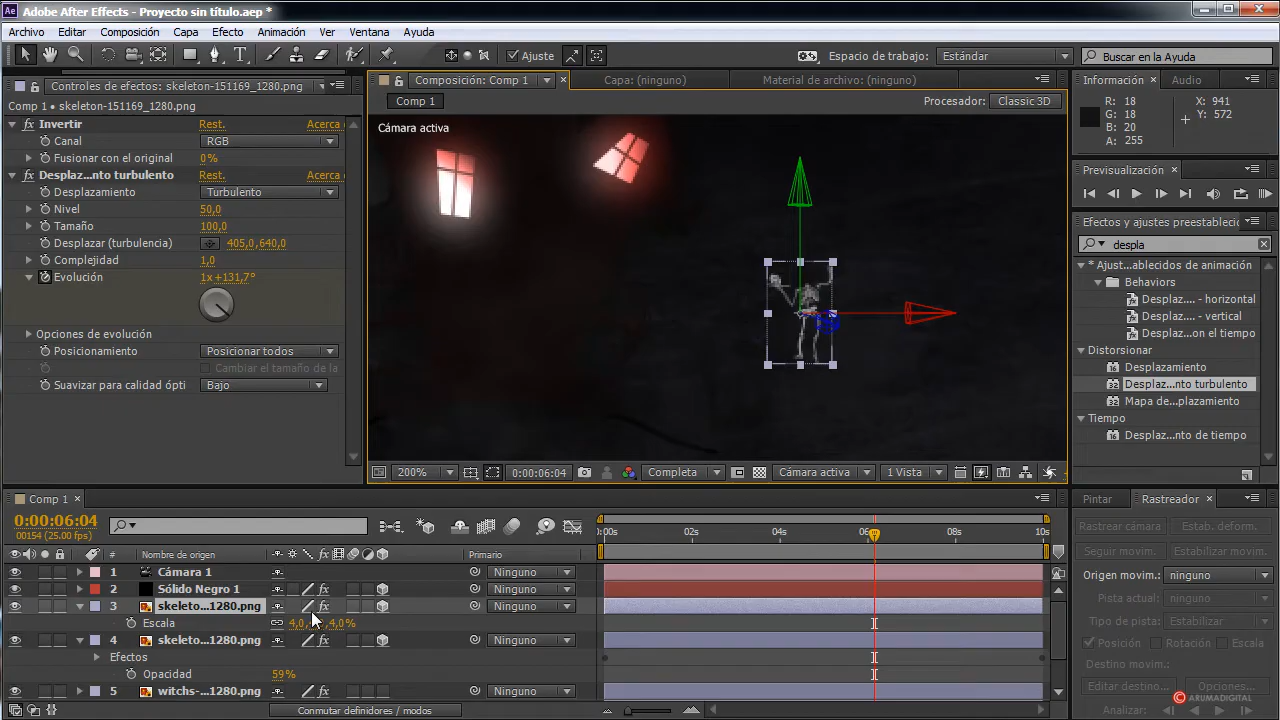 Adobe After Effects - Proyecto sin título.aep *
Archivo Editar Composición Capa Efecto Animación Ver Ventana Ayuda
Ajuste Espacio de trabajo: Estándar Buscar en la Ayuda
Controles de efectos: skeleton-151169_1280.png
Comp 1 • skeleton-151169_1280.png
Invertir Rest. Acerca
Canal RGB
Fusionar con el original 0%
Desplaz...nto turbulento Rest. Acerca
Desplazamiento Turbulento
Nivel 50,0
Tamaño 100,0
Desplazar (turbulencia) 405,0,640,0
Complejidad 1,0
Evolución 1x+131,7°
Opciones de evolución
Posicionamiento Posicionar todos
Cambiar el tamaño de la
Suavizar para calidad ópti Bajo
Composición: Comp 1 Capa: (ninguno) Material de archivo: (ninguno)
Comp 1 Procesador: Classic 3D
Cámara activa
200% 0:00:06:04 Completa Cámara activa 1 Vista
Información Audio
R: 18 X: 941
G: 18 Y: 572
B: 20
A: 255
Previsualización
Efectos y ajustes preestableci
despla
* Ajust...ablecidos de animación
Behaviors
Desplaz.... - horizontal
Desplaz.... - vertical
Desplaz...on el tiempo
Distorsionar
Desplazamiento
Desplaz...nto turbulento
Mapa de...plazamiento
Tiempo
Desplaz...nto de tiempo
Comp 1
0:00:06:04
00154 (25.00 fps)
# Nombre de origen Primario
1 Cámara 1 Ninguno
2 Sólido Negro 1 Ninguno
3 skeleto...1280.png Ninguno
Escala
4 skeleto...1280.png Ninguno
Efectos
Opacidad 59%
5 witchs-...1280.png Ninguno
Conmutar definidores / modos
:00s 02s 04s 06s 08s 10s
Pintar Rastreador
Rastrear cámara Estab. deform.
Seguir movim. Estabilizar movim.
Origen movim.: ninguno
Pista actual: ninguno
Tipo de pista: Estabilizar
Posición Rotación Escala
Destino movim.:
Editar destino... Opciones...
Analizar:
© ARUMADIGITAL